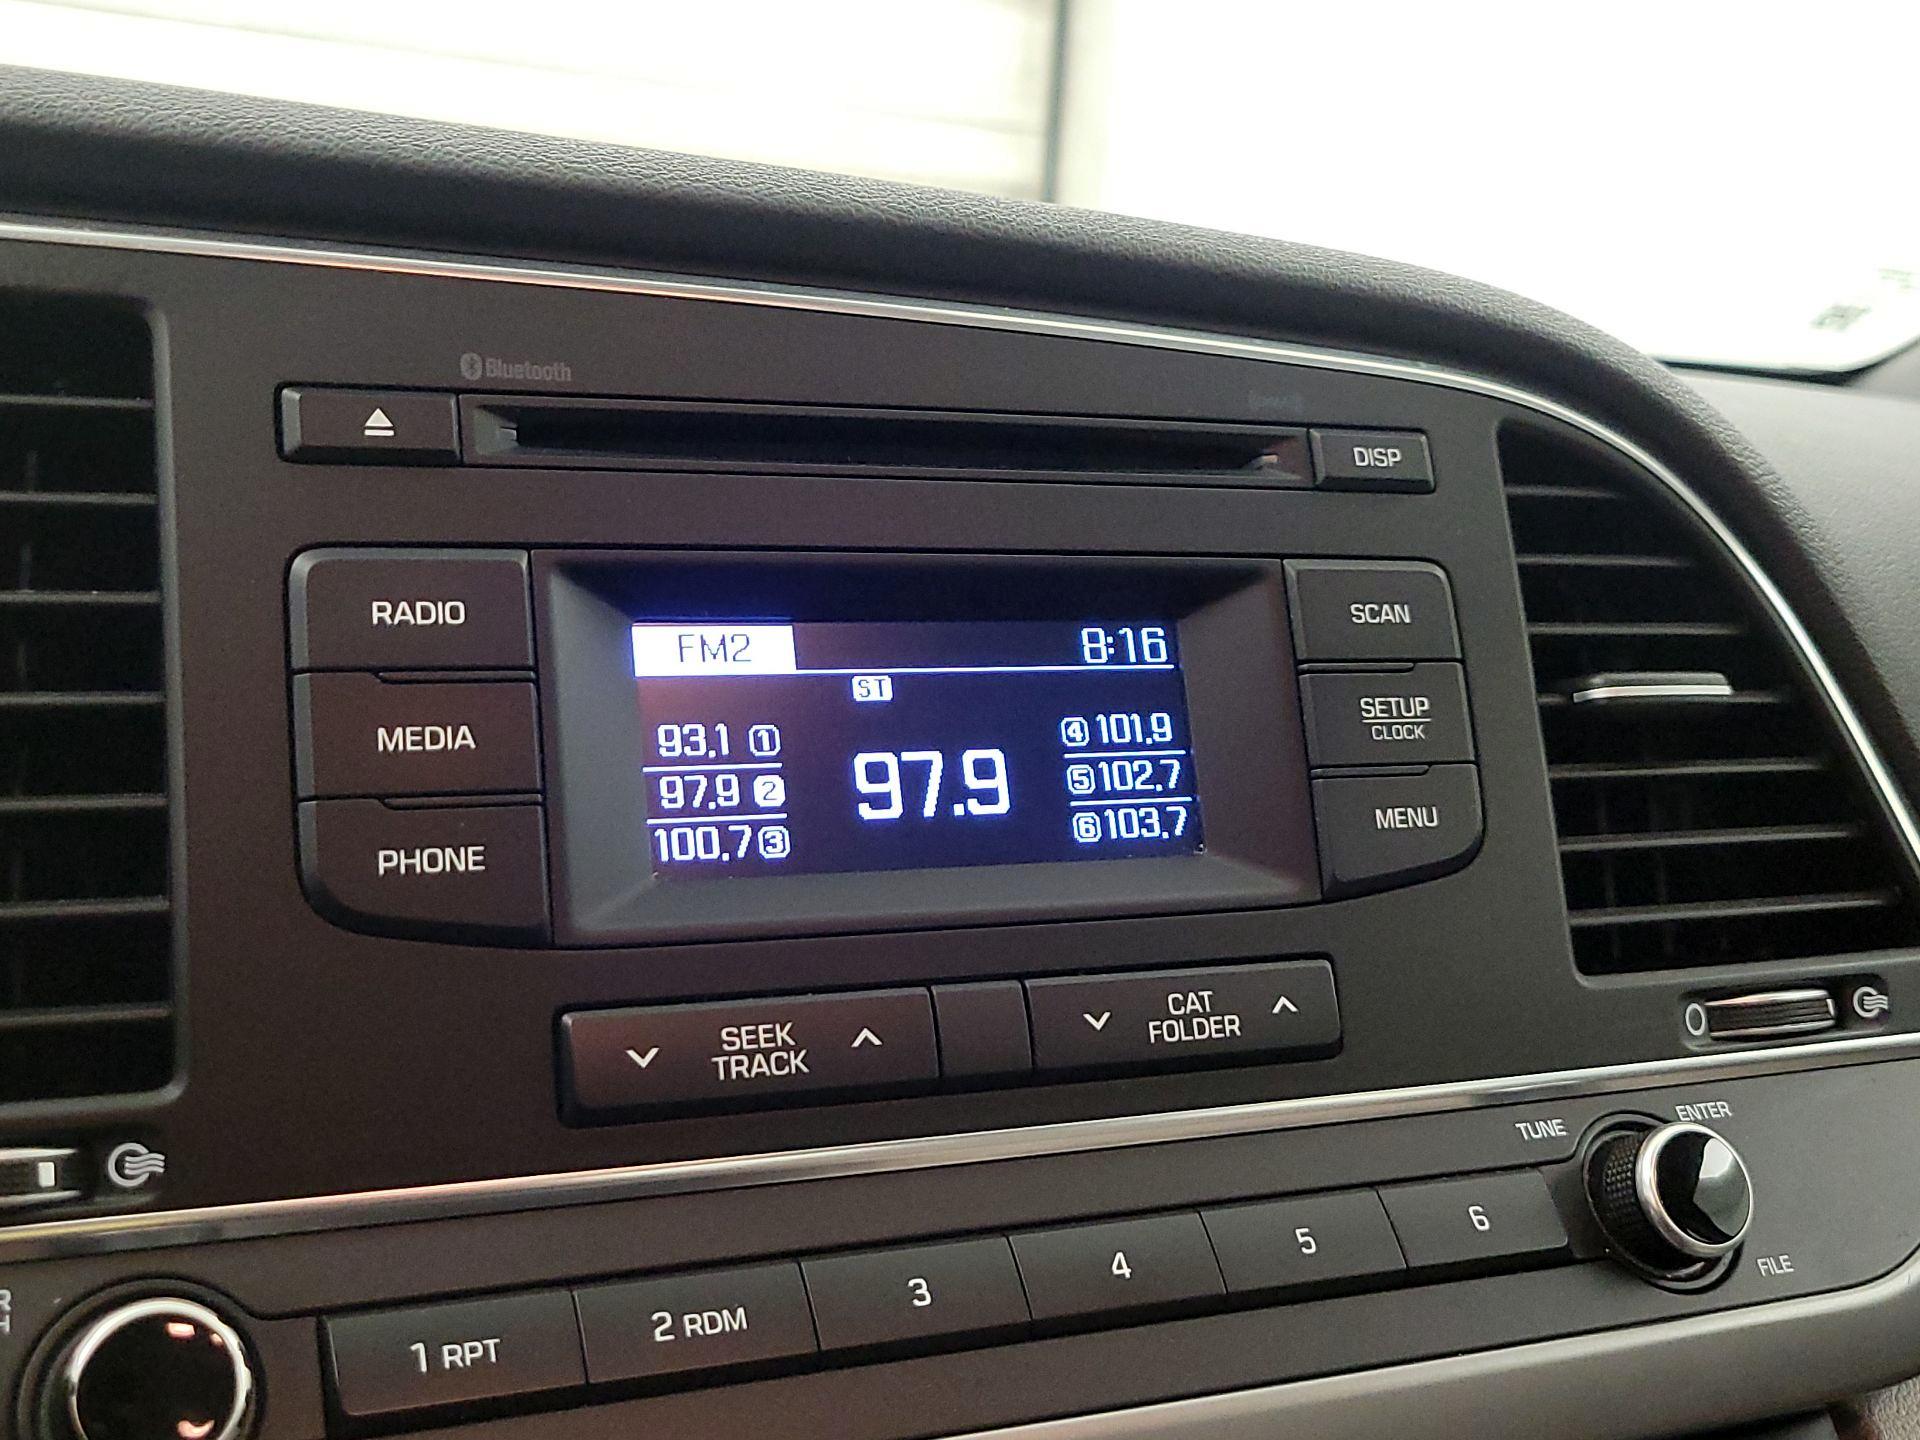 Bluetooth
DISP
RADIO
MEDIA
PHONE
FM2 8:16
ST
93.1 1
97.9 2
100.7 3
97.9
4 101.9
5 102.7
6 103.7
SCAN
SETUP
CLOCK
MENU
SEEK
TRACK
CAT
FOLDER
0
TUNE
ENTER
FILE
1 RPT
2 RDM
3
4
5
6
R
H